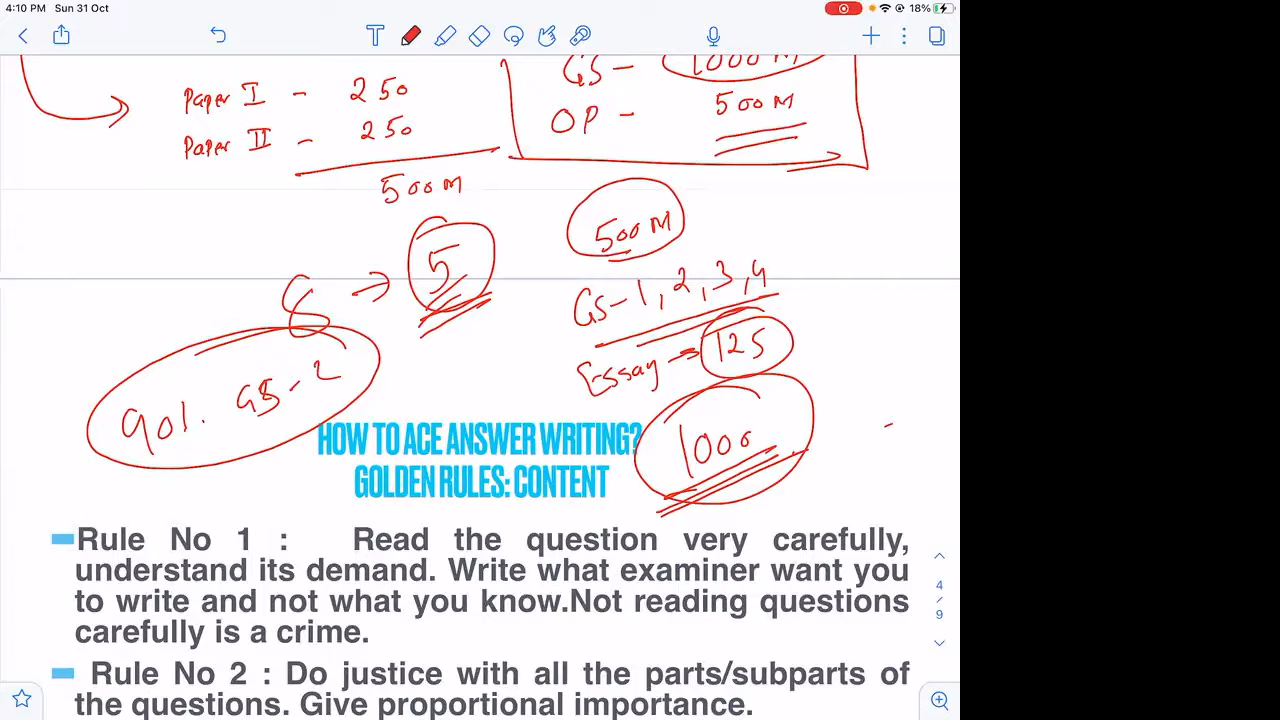 4:10 PM Sun 31 Oct
18%
GS - 1000 M
Paper I - 250
OP - 500 M
Paper II - 250
500 M
500 M
8 → 5
GS - 1, 2, 3, 4
Essay → 125
90%. GS - 2
1000
HOW TO ACE ANSWER WRITING?
GOLDEN RULES: CONTENT
Rule No 1 : Read the question very carefully,
understand its demand. Write what examiner want you
to write and not what you know.Not reading questions
carefully is a crime.
4
/
9
Rule No 2 : Do justice with all the parts/subparts of
the questions. Give proportional importance.